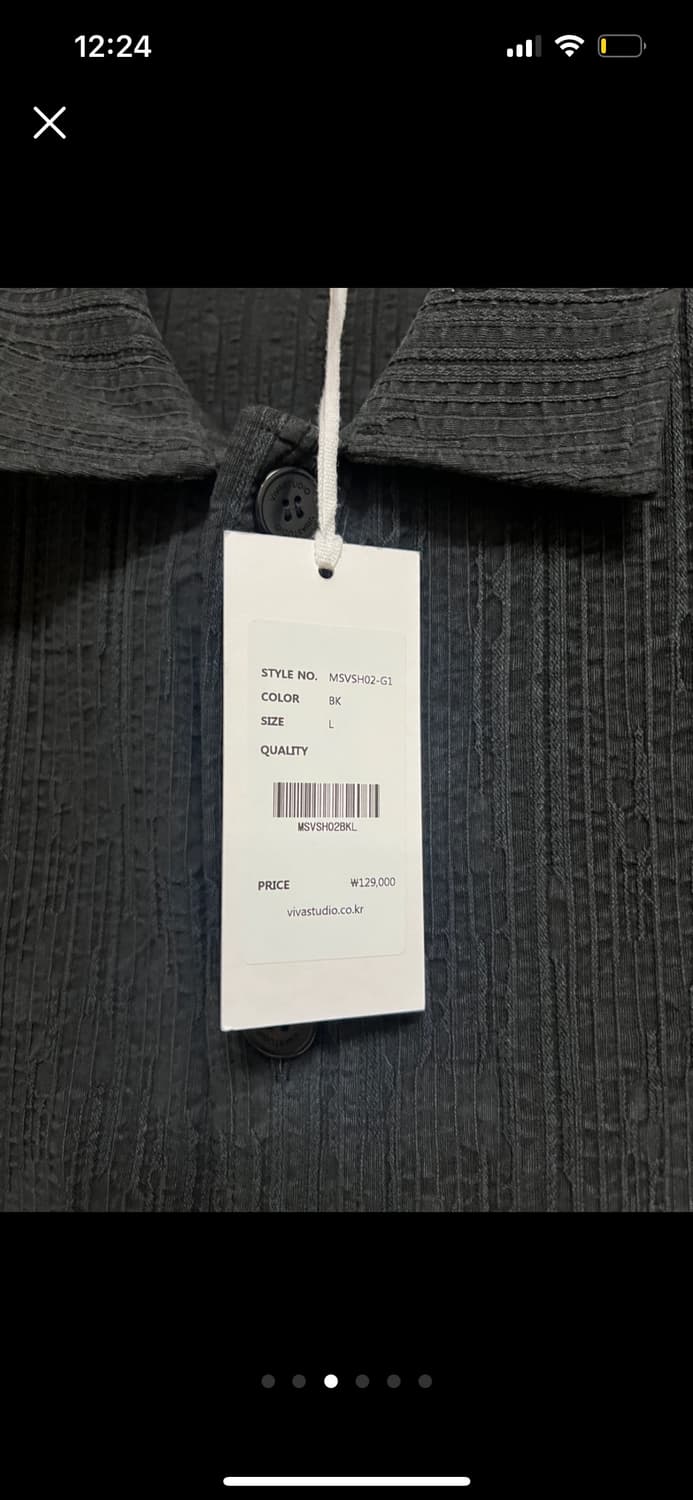 12:24
STYLE NO. MSVSH02-G1
COLOR BK
SIZE L
QUALITY
MSVSH02BKL
PRICE ₩129,000
vivastudio.co.kr